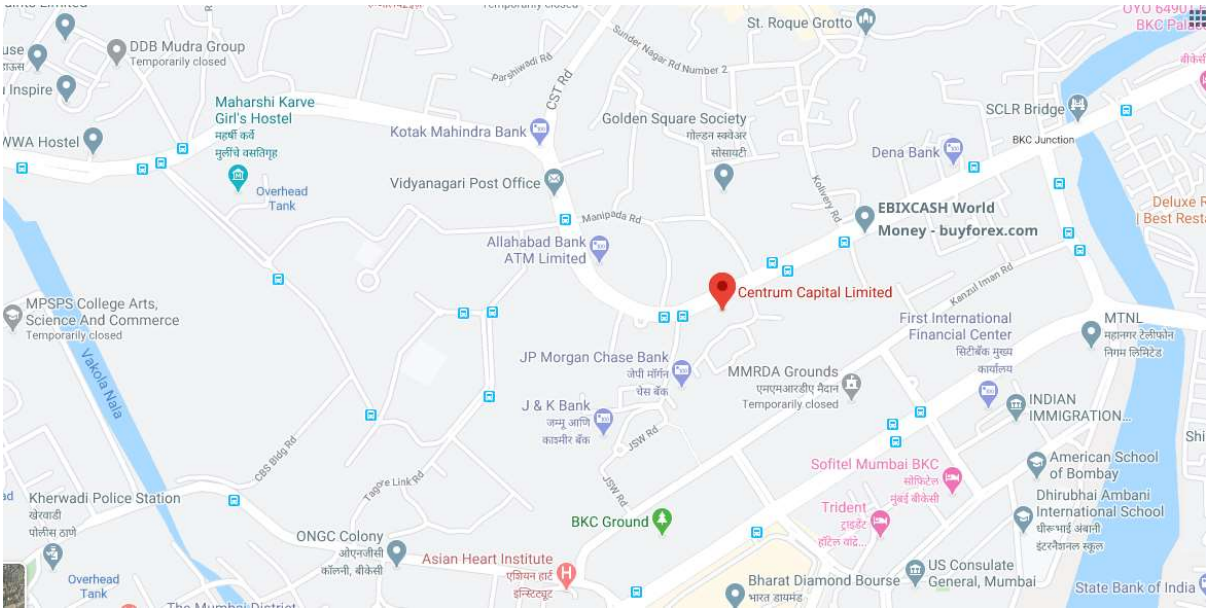 Temporarily closed
St. Roque Grotto
OYO 64901
BKC Pala
DDB Mudra Group
Temporarily closed
Inspire
Parshiwadi Rd
Sunder Nagar Rd Number 2
CST Rd
Maharshi Karve
Girl's Hostel
महर्षी कर्वे
मुलींचे वसतिगृह
WWA Hostel
Kotak Mahindra Bank
Golden Square Society
गोल्डन स्क्वेअर
सोसायटी
SCLR Bridge
BKC Junction
Dena Bank
Overhead
Tank
Vidyanagari Post Office
Kolivery Rd
Manipada Rd
EBIXCASH World
Money - buyforex.com
Deluxe R
| Best Resta
Allahabad Bank
ATM Limited
Centrum Capital Limited
Kanzul Iman Rd
MPSPS College Arts,
Science And Commerce
Temporarily closed
First International
Financial Center
सिटीबँक मुख्य
कार्यालय
MTNL
महानगर टेलीफोन
निगम लिमिटेड
Vakola Nala
JP Morgan Chase Bank
जेपी मॉर्गन
चेस बँक
MMRDA Grounds
एमएमआरडीए मैदान
Temporarily closed
J & K Bank
जम्मू आणि
काश्मीर बँक
INDIAN
IMMIGRATION...
JSW Rd
JSW Rd
CBS Bldg Rd
Tagore Link Rd
Shi
American School
of Bombay
Sofitel Mumbai BKC
सोफिटेल
मुंबई बीकेसी
Trident
ट्राइडेंट
हॉटेल वांद्रे...
Dhirubhai Ambani
International School
धीरूभाई अंबानी
इंटरनॅशनल स्कूल
Kherwadi Police Station
खेरवाडी
पोलीस ठाणे
BKC Ground
ONGC Colony
ओएनजीसी
कॉलनी, बीकेसी
Asian Heart Institute
एशियन हार्ट
इन्स्टिट्यूट
Overhead
Tank
Bharat Diamond Bourse
भारत डायमंड
US Consulate
General, Mumbai
State Bank of India
The Mumbai District